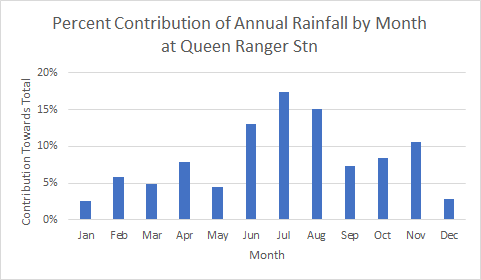 Percent Contribution of Annual Rainfall by Month
at Queen Ranger Stn
Contribution Towards Total
20%
15%
10%
5%
0%
Jan Feb Mar Apr May Jun Jul Aug Sep Oct Nov Dec
Month